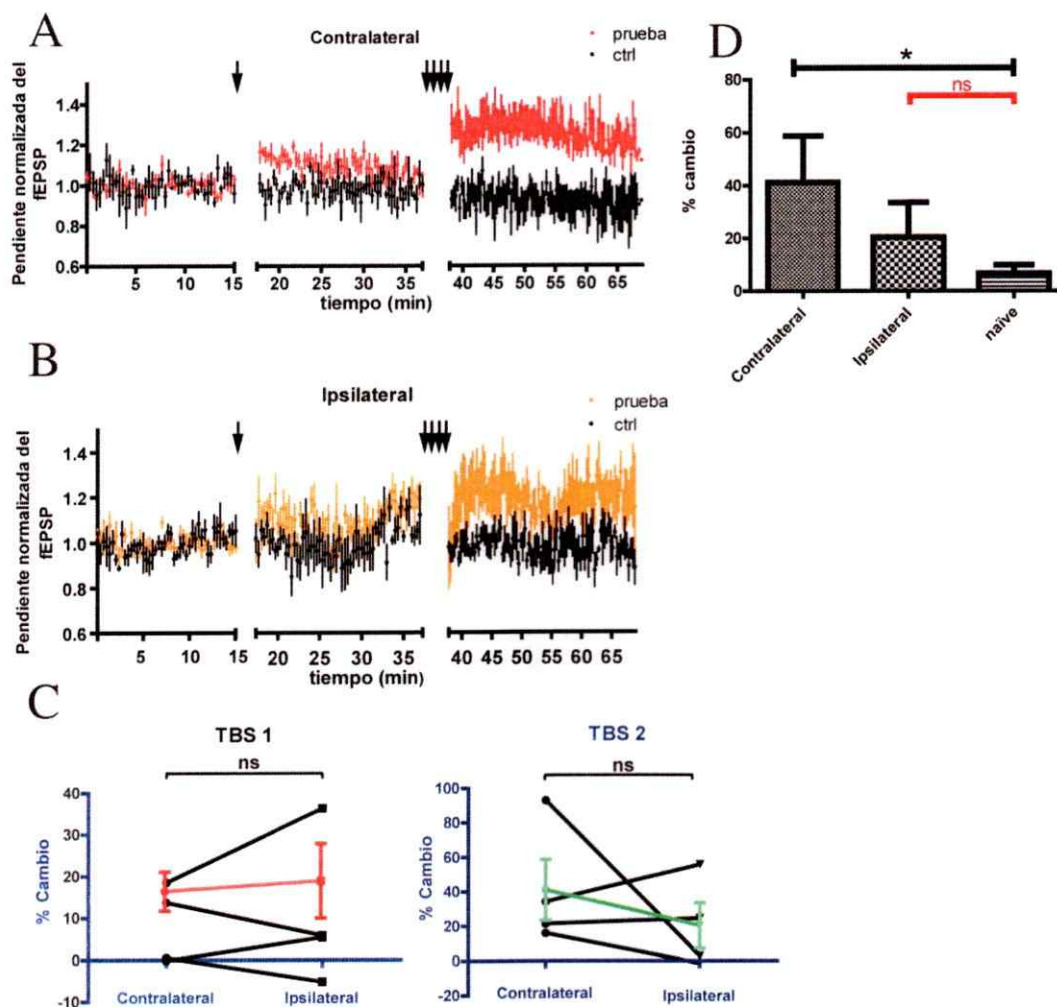 A
Contralateral
prueba
ctrl
Pendiente normalizada del
fEPSP
1.4
1.2
1.0
0.8
0.6
5 10 15 20 25 30 35 40 45 50 55 60 65
tiempo (min)
D
*
ns
% cambio
80
60
40
20
0
Contralateral
Ipsilateral
naïve
B
Ipsilateral
prueba
ctrl
Pendiente normalizada del
fEPSP
1.4
1.2
1.0
0.8
0.6
5 10 15 20 25 30 35 40 45 50 55 60 65
tiempo (min)
C
TBS 1
ns
% Cambio
40
30
20
10
0
-10
Contralateral Ipsilateral
TBS 2
ns
% Cambio
100
80
60
40
20
0
-20
Contralateral Ipsilateral